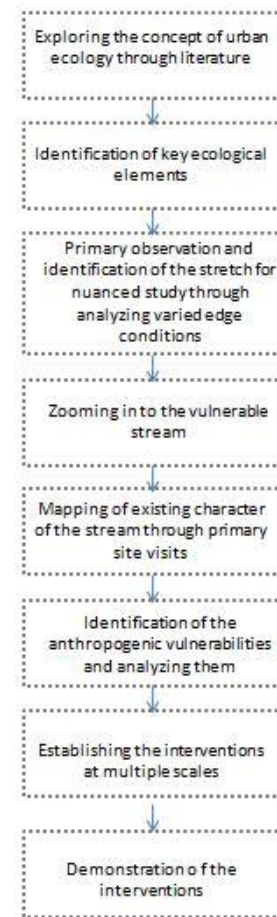 Exploring the concept of urban
ecology through literature
Identification of key ecological
elements
Primary observation and
identification of the stretch for
nuanced study through
analyzing varied edge
conditions
Zooming in to the vulnerable
stream
Mapping of existing character
of the stream through primary
site visits
Identification of the
anthropogenic vulnerabilities
and analyzing them
Establishing the interventions
at multiple scales
Demonstration of the
interventions